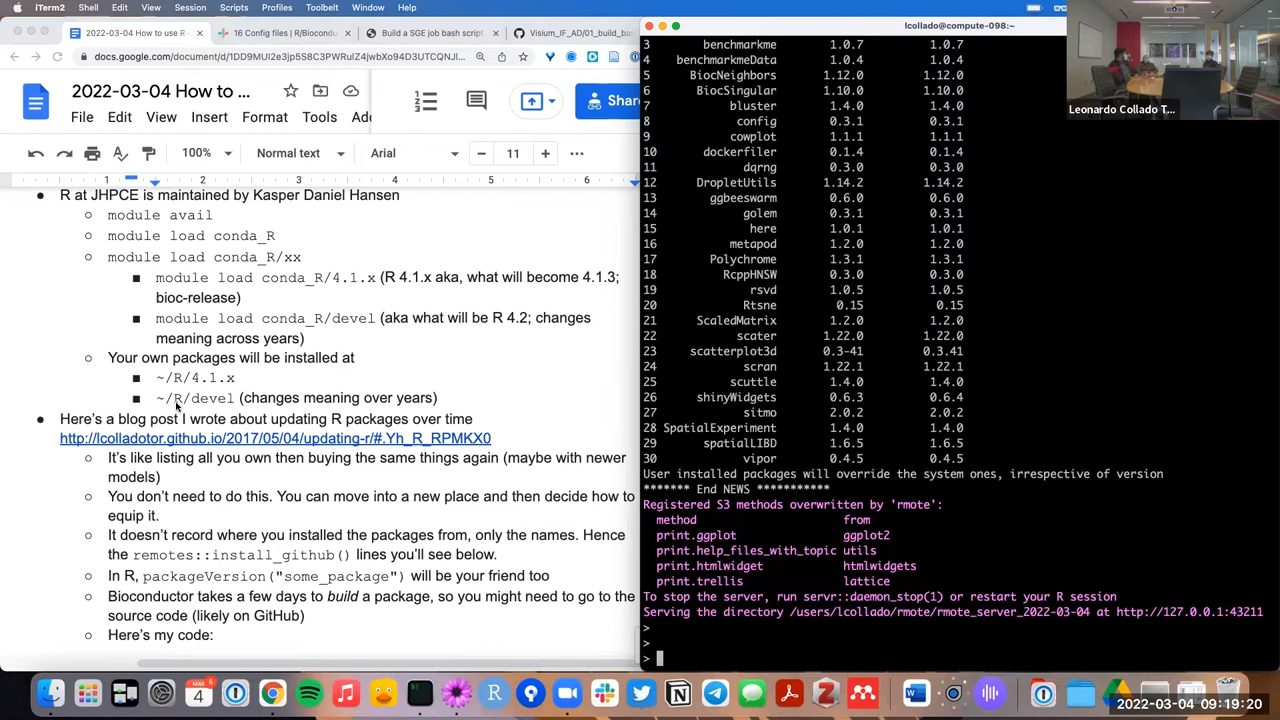 iTerm2 Shell Edit View Session Scripts Profiles Toolbelt Window Help
2022-03-04 How to use R
16 Config files | R/Biocondu
Build a SGE job bash script
Visium_IF_AD/01_build_ba
docs.google.com/document/d/1DD9MUl2e3jp5S8C3PWRulZ4jwbXo94D3UTCQNJI...
2022-03-04 How to ...
File Edit View Insert Format Tools
Share
100% Normal text Arial 11
1 2 3 4 5 6
R at JHPCE is maintained by Kasper Daniel Hansen
module avail
module load conda_R
module load conda_R/xx
module load conda_R/4.1.x (R 4.1.x aka, what will become 4.1.3;
bioc-release)
module load conda_R/devel (aka what will be R 4.2; changes
meaning across years)
Your own packages will be installed at
~/R/4.1.x
~/R/devel (changes meaning over years)
Here's a blog post I wrote about updating R packages over time
http://lcolladotor.github.io/2017/05/04/updating-r/#.Yh_R_RPMKX0
It's like listing all you own then buying the same things again (maybe with newer
models)
You don't need to do this. You can move into a new place and then decide how to
equip it.
It doesn't record where you installed the packages from, only the names. Hence
the remotes::install_github() lines you'll see below.
In R, packageVersion("some_package") will be your friend too
Bioconductor takes a few days to build a package, so you might need to go to the
source code (likely on GitHub)
Here's my code:
lcollado@compute-098:~
3 benchmarkme 1.0.7 1.0.7
4 benchmarkmeData 1.0.4 1.0.4
5 BiocNeighbors 1.12.0 1.12.0
6 BiocSingular 1.10.0 1.10.0
7 bluster 1.4.0 1.4.0
8 config 0.3.1 0.3.1
9 cowplot 1.1.1 1.1.1
10 dockerfiler 0.1.4 0.1.4
11 dqrng 0.3.0 0.3.0
12 DropletUtils 1.14.2 1.14.2
13 ggbeeswarm 0.6.0 0.6.0
14 golem 0.3.1 0.3.1
15 here 1.0.1 1.0.1
16 metapod 1.2.0 1.2.0
17 Polychrome 1.3.1 1.3.1
18 RcppHNSW 0.3.0 0.3.0
19 rsvd 1.0.5 1.0.5
20 Rtsne 0.15 0.15
21 ScaledMatrix 1.2.0 1.2.0
22 scater 1.22.0 1.22.0
23 scatterplot3d 0.3-41 0.3.41
24 scran 1.22.1 1.22.1
25 scuttle 1.4.0 1.4.0
26 shinyWidgets 0.6.3 0.6.4
27 sitmo 2.0.2 2.0.2
28 SpatialExperiment 1.4.0 1.4.0
29 spatialLIBD 1.6.5 1.6.5
30 vipor 0.4.5 0.4.5
User installed packages will override the system ones, irrespective of version
******* End NEWS ***********
Registered S3 methods overwritten by 'rmote':
method from
print.ggplot ggplot2
print.help_files_with_topic utils
print.htmlwidget htmlwidgets
print.trellis lattice
To stop the server, run servr::daemon_stop(1) or restart your R session
Serving the directory /users/lcollado/rmote/rmote_server_2022-03-04 at http://127.0.0.1:43211
>
>
>
Leonardo Collado T...
2022-03-04 09:19:20